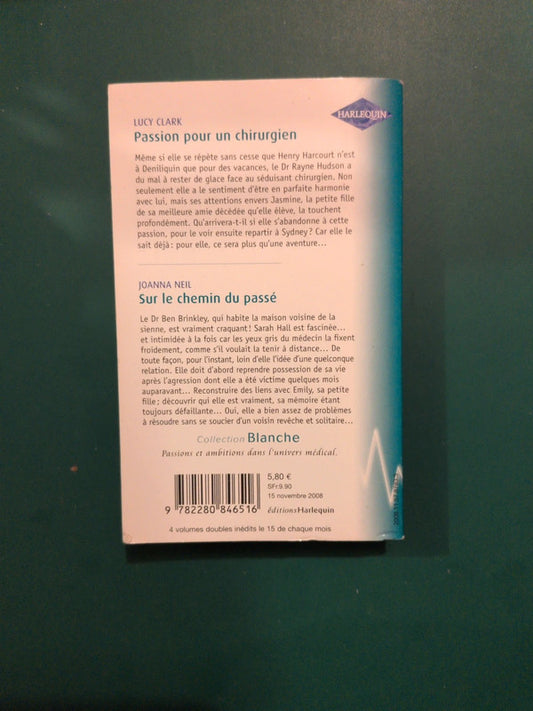 HARLEQUIN
LUCY CLARK
Passion pour un chirurgien
Même si elle se répète sans cesse que Henry Harcourt n'est
à Deniliquin que pour des vacances, le Dr Rayne Hudson a
du mal à rester de glace face au séduisant chirurgien. Non
seulement elle a le sentiment d'être en parfaite harmonie
avec lui, mais ses attentions envers Jasmine, la petite fille
de sa meilleure amie décédée qu'elle élève, la touchent
profondément. Qu'arrivera-t-il si elle s'abandonne à cette
passion, pour le voir ensuite repartir à Sydney? Car elle le
sait déjà : pour elle, ce sera plus qu'une aventure...
JOANNA NEIL
Sur le chemin du passé
Le Dr Ben Brinkley, qui habite la maison voisine de la
sienne, est vraiment craquant! Sarah Hall est fascinée...
et intimidée à la fois car les yeux gris du médecin la fixent
froidement, comme s'il voulait la tenir à distance... De
toute façon, pour l'instant, loin d'elle l'idée d'une quelconque
relation. Elle doit d'abord reprendre possession de sa vie
après l'agression dont elle a été victime quelques mois
auparavant... Reconstruire des liens avec Emily, sa petite
fille; découvrir qui elle est vraiment, sa mémoire étant
toujours défaillante... Oui, elle a bien assez de problèmes
à résoudre sans se soucier d'un voisin revêche et solitaire...
Collection Blanche
Passions et ambitions dans l'univers médical.
5,80 €
SFr.9.90
15 novembre 2008
éditions Harlequin
9 782280 846516
4 volumes doubles inédits le 15 de chaque mois